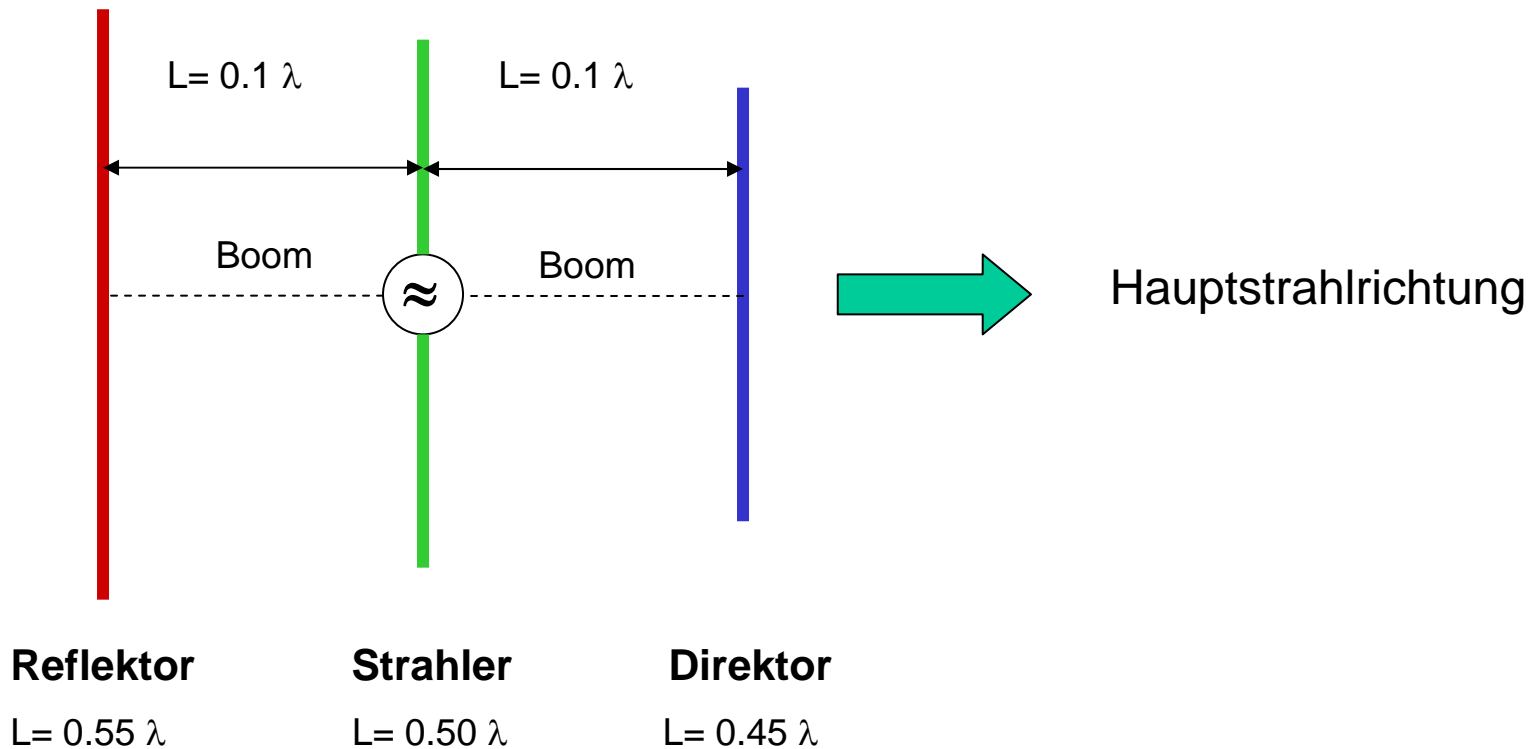 L= 0.1 λ
L= 0.1 λ
Boom
Boom
≈
Hauptstrahlrichtung
Reflektor
Strahler
Direktor
L= 0.55 λ
L= 0.50 λ
L= 0.45 λ